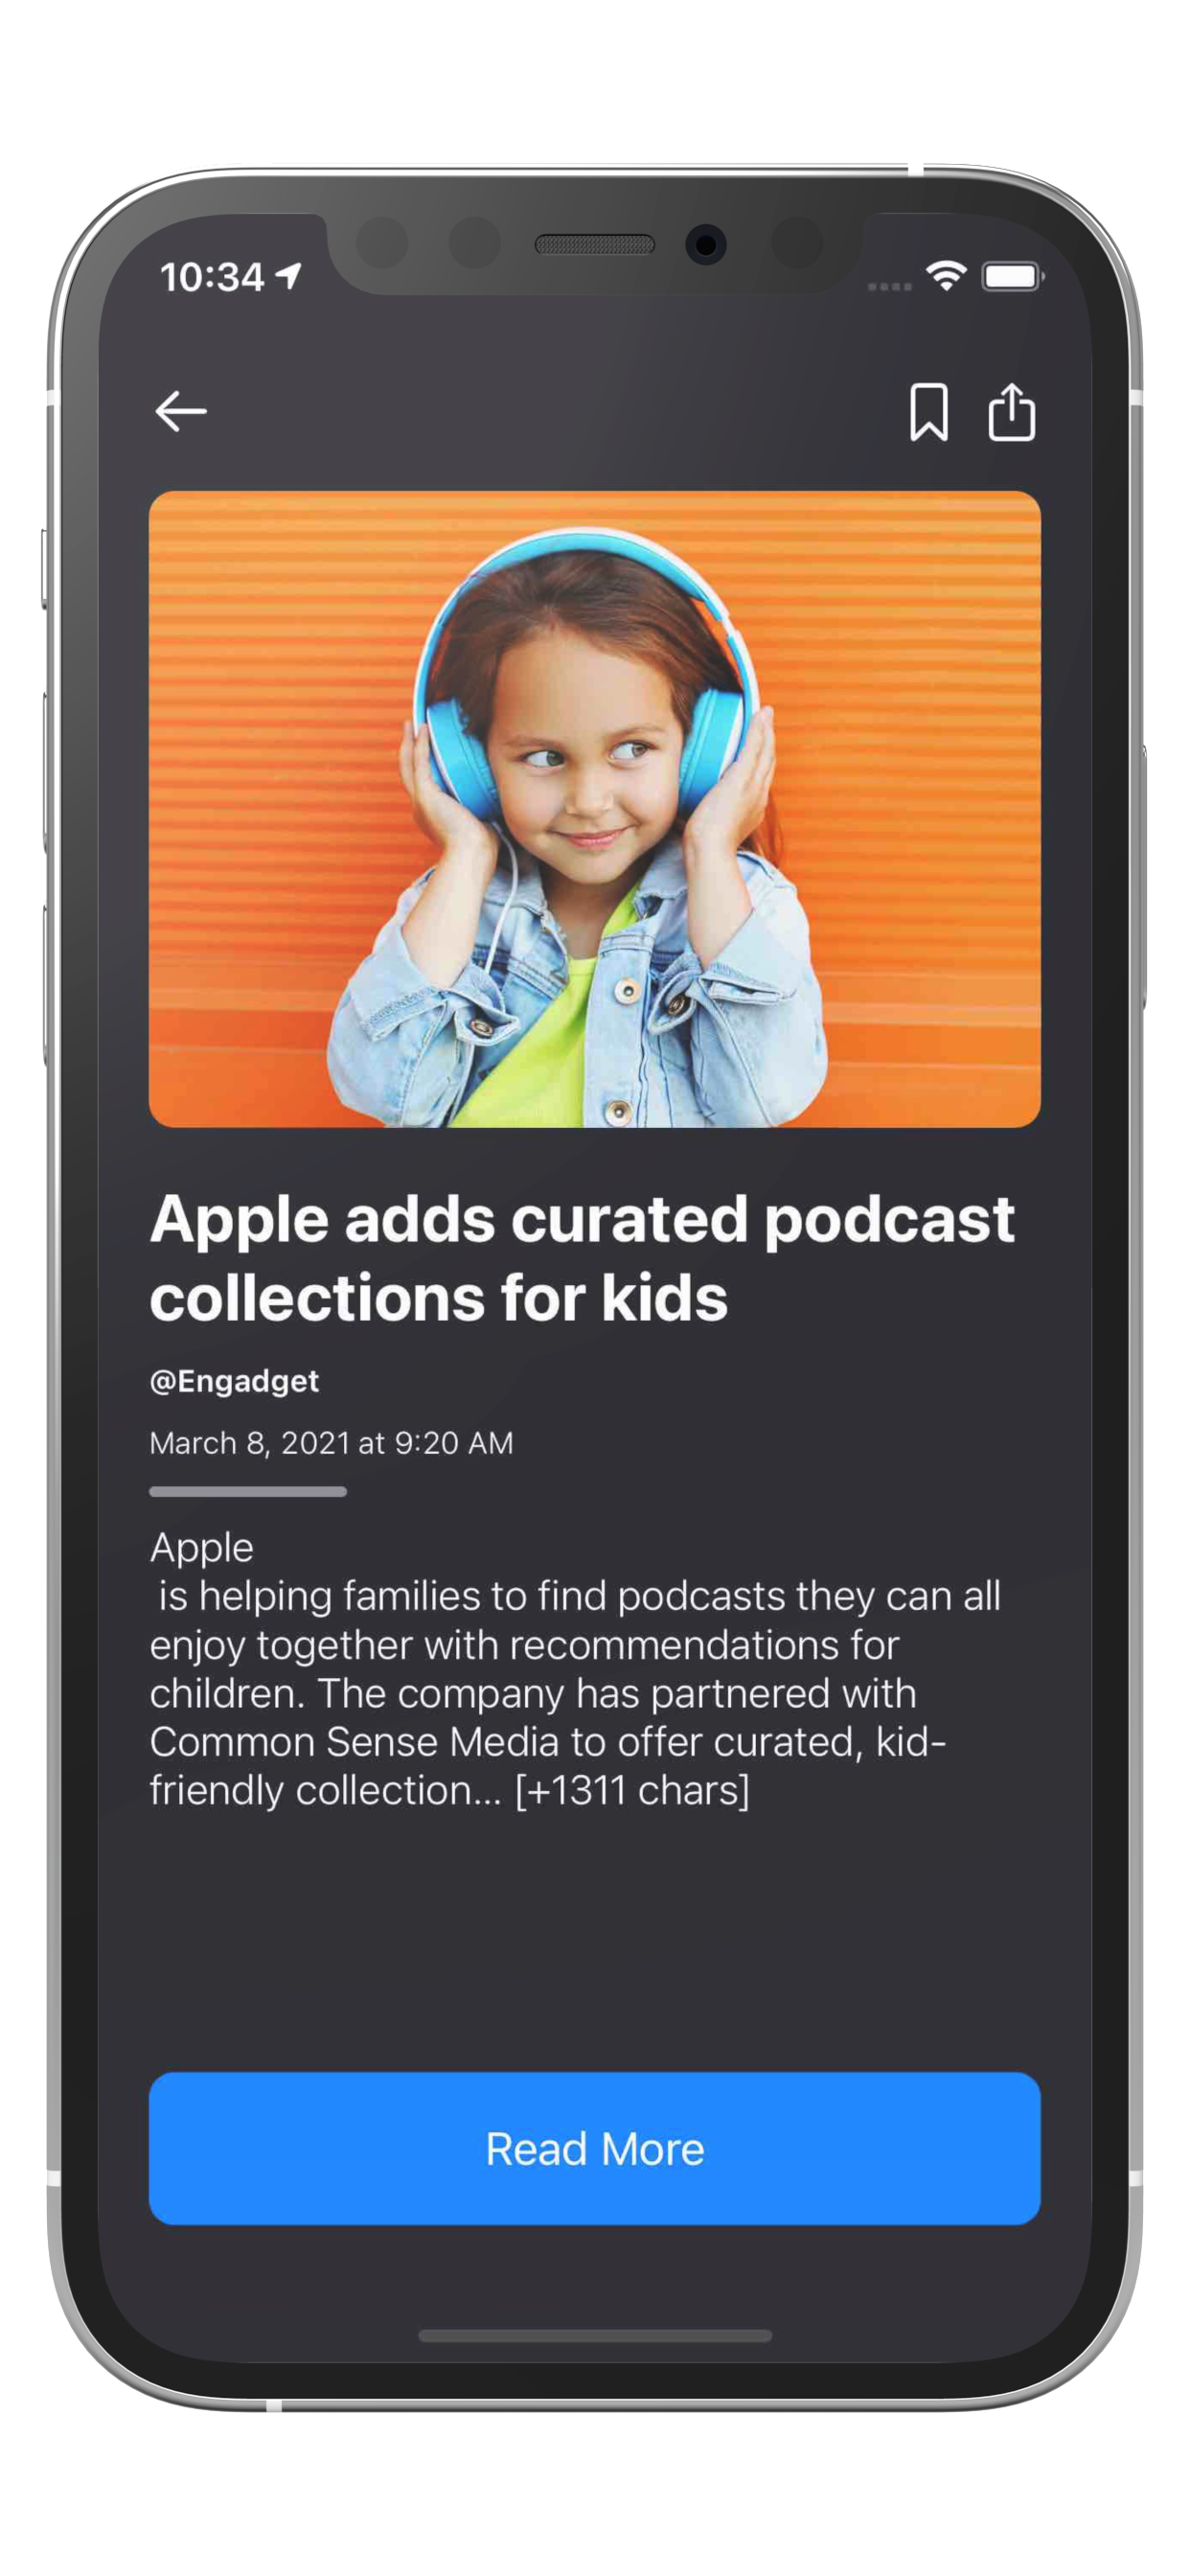 10:34
Apple adds curated podcast
collections for kids
@Engadget
March 8, 2021 at 9:20 AM
Apple
is helping families to find podcasts they can all
enjoy together with recommendations for
children. The company has partnered with
Common Sense Media to offer curated, kid-
friendly collection... [+1311 chars]
Read More